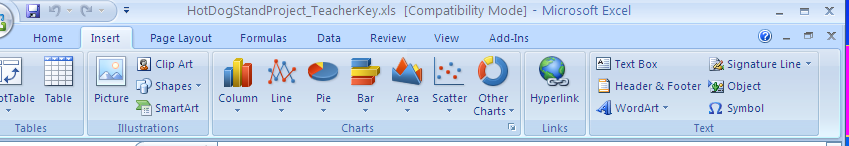 HotDogStandProject_TeacherKey.xls [Compatibility Mode] - Microsoft Excel
Home Insert Page Layout Formulas Data Review View Add-Ins
otTable Table
Tables
Picture
Clip Art
Shapes
SmartArt
Illustrations
Column Line Pie Bar Area Scatter Other Charts
Charts
Hyperlink
Links
Text Box
Header & Footer
WordArt
Signature Line
Object
Symbol
Text